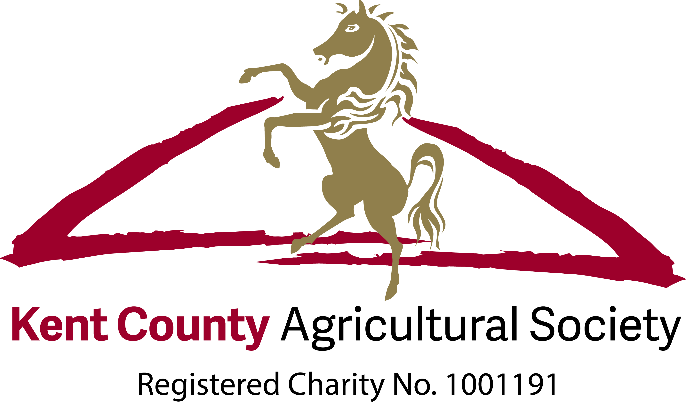 Kent County Agricultural Society
Registered Charity No. 1001191